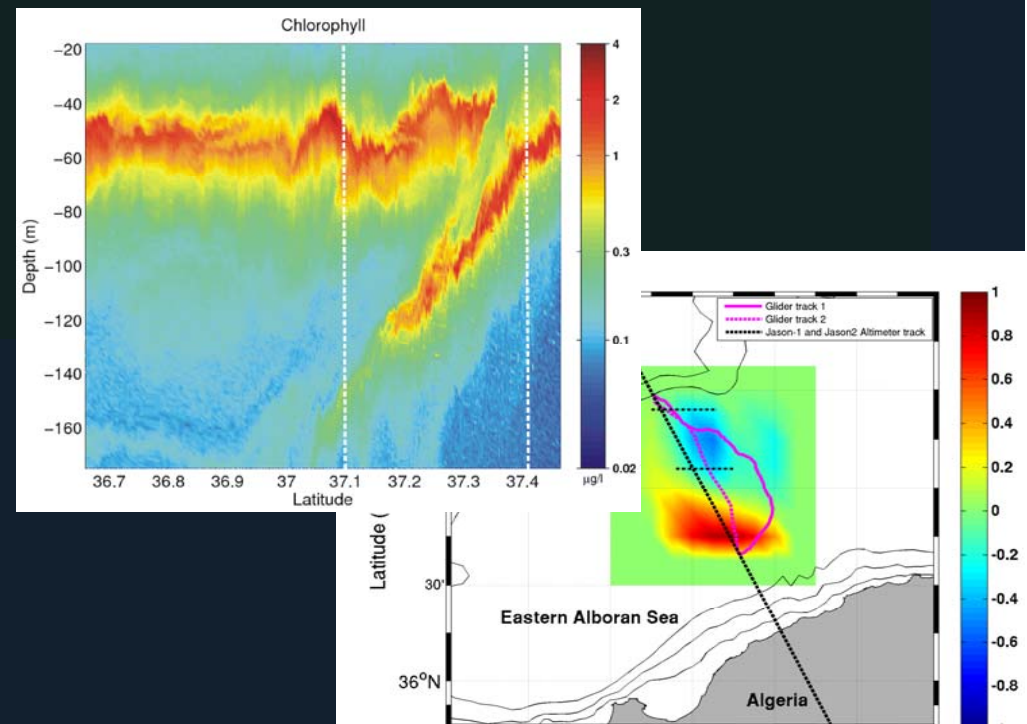 Chlorophyll
−20
−40
−60
−80
−100
−120
−140
−160
Depth (m)
36.7 36.8 36.9 37 37.1 37.2 37.3 37.4
Latitude
4
2
1
0.3
0.1
0.02
µg/l
Glider track 1
Glider track 2
Jason-1 and Jason2 Altimeter track
Latitude (
30'
36°N
Eastern Alboran Sea
Algeria
1
0.8
0.6
0.4
0.2
0
-0.2
-0.4
-0.6
-0.8